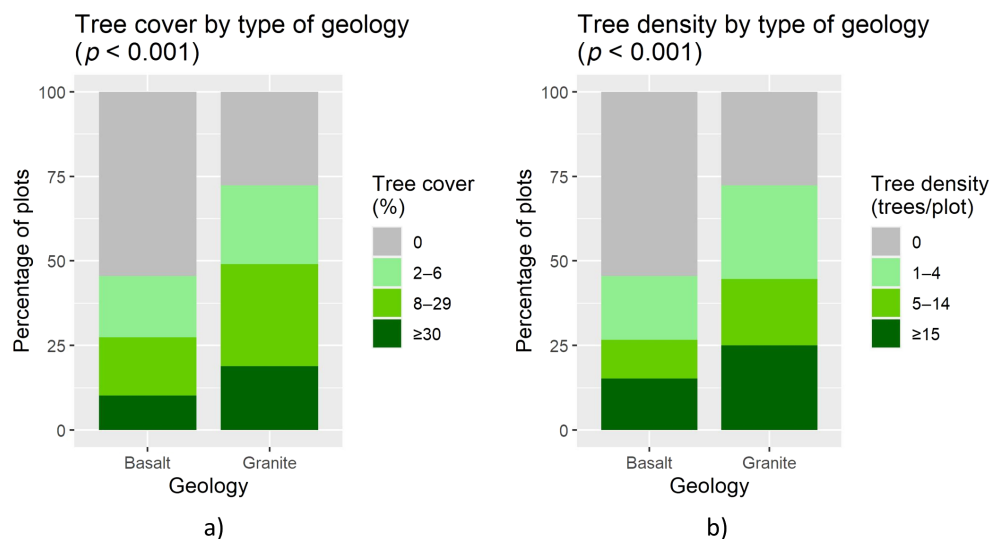 Tree cover by type of geology
(p < 0.001)
100
75
50
25
0
Percentage of plots
Basalt
Granite
Geology
Tree cover
(%)
0
2–6
8–29
≥30
a)
Tree density by type of geology
(p < 0.001)
100
75
50
25
0
Percentage of plots
Basalt
Granite
Geology
Tree density
(trees/plot)
0
1–4
5–14
≥15
b)